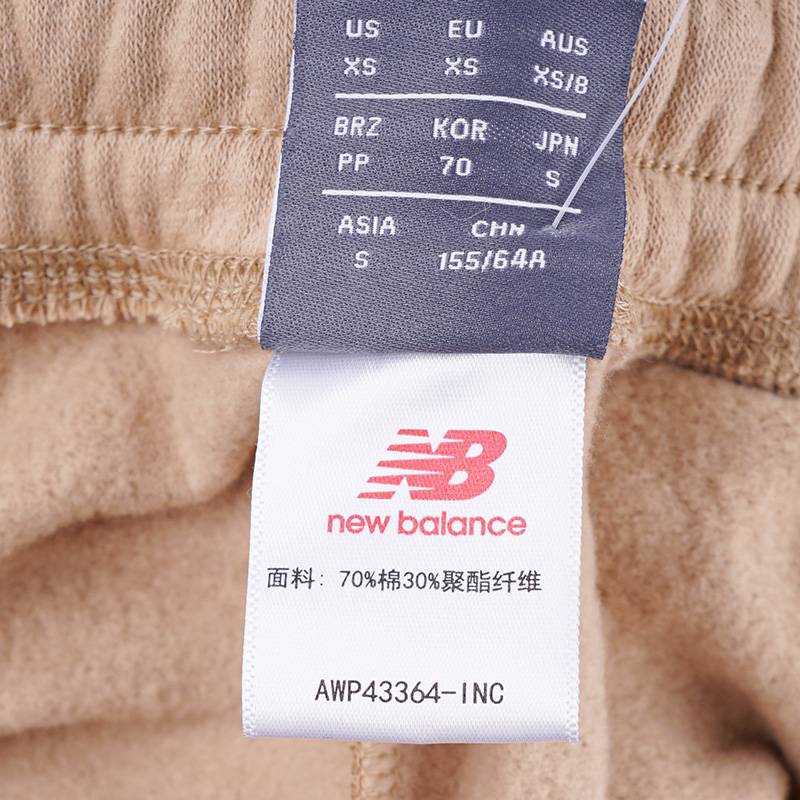 US EU AUS
XS XS XS/8
BRZ KOR JPN
PP 70 S
ASIA CHN
S 155/64A
NB
new balance
面料: 70%棉30%聚酯纤维
AWP43364-INC